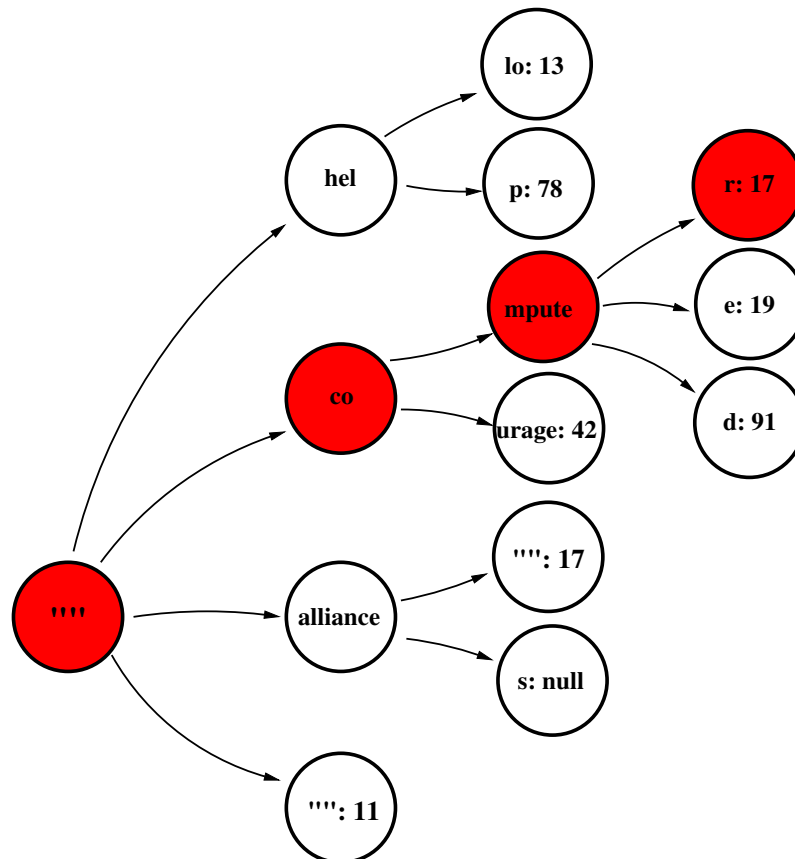 lo: 13
hel
p: 78
r: 17
mpute
e: 19
co
d: 91
urage: 42
"": 17
""
alliance
s: null
"": 11